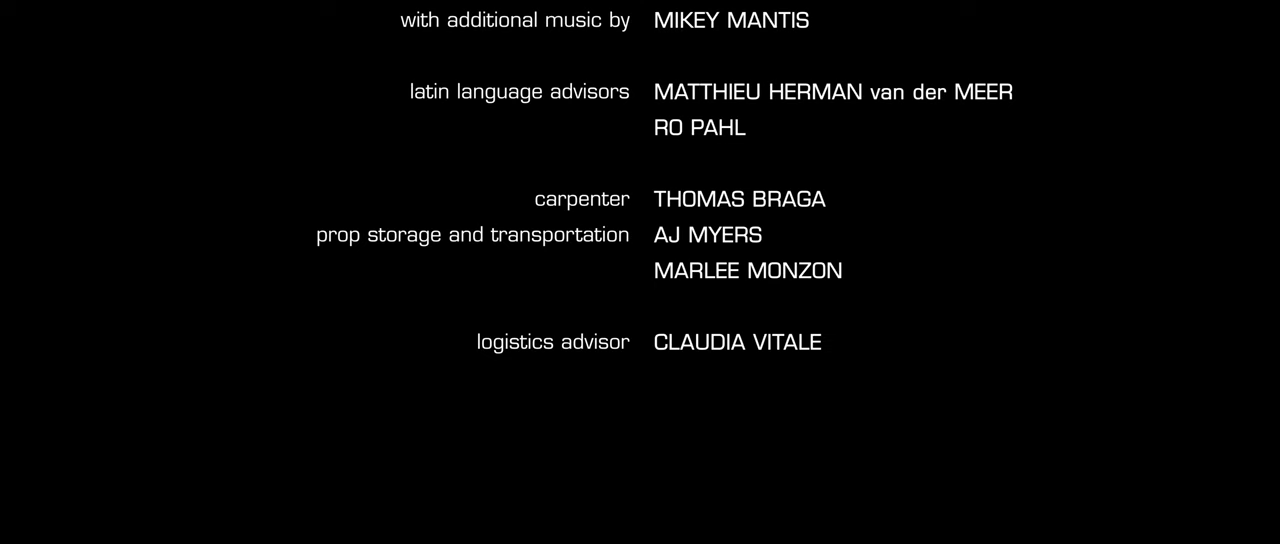 with additional music by MIKEY MANTIS
latin language advisors MATTHIEU HERMAN van der MEER
RO PAHL
carpenter THOMAS BRAGA
prop storage and transportation AJ MYERS
MARLEE MONZON
logistics advisor CLAUDIA VITALE